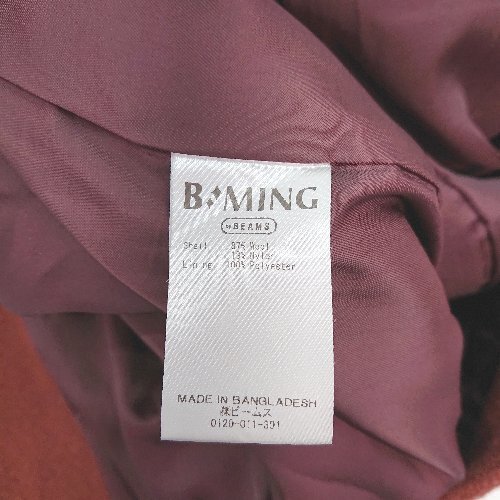 B:MING
by BEAMS
Shell: 87% Wool
13% Nylon
Lining: 100% Polyester
MADE IN BANGLADESH
㈱ビームス
0120-011-301